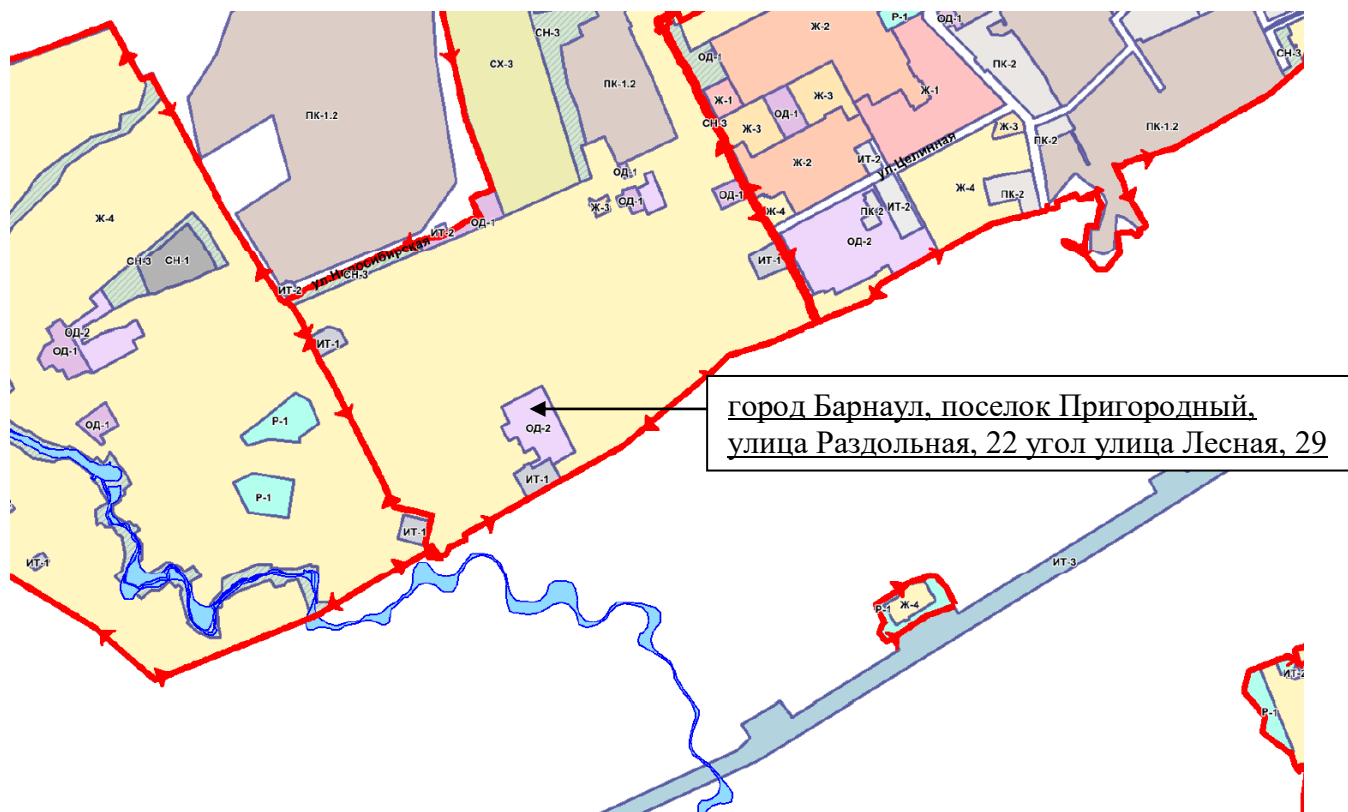 Р-1
ОД-1
Ж-2
СН-3
СН-3
СХ-3
ОД-1
ПК-2
ПК-1.2
ПК-2
Ж-1
Ж-3
Ж-1
ПК-1.2
ОД-1
СН-3
Ж-3
Ж-3
ПК-2
ПК-1.2
Ж-2
ИТ-2
ул.Целинная
ОД-1
Ж-4
ПК-2
ОД-1
ОД-1
Ж-3
ИТ-2
ПК-2
Ж-4
Ж-4
ОД-1
ИТ-2
ул.Новосибирская
СН-3
ОД-2
СН-3
СН-1
ИТ-1
ИТ-2
ОД-2
ОД-1
ИТ-1
город Барнаул, поселок Пригородный,
улица Раздольная, 22 угол улица Лесная, 29
ОД-1
Р-1
ОД-2
ИТ-1
Р-1
ИТ-1
ИТ-1
ИТ-3
Р-1
Ж-4
ИТ-2
Р-1